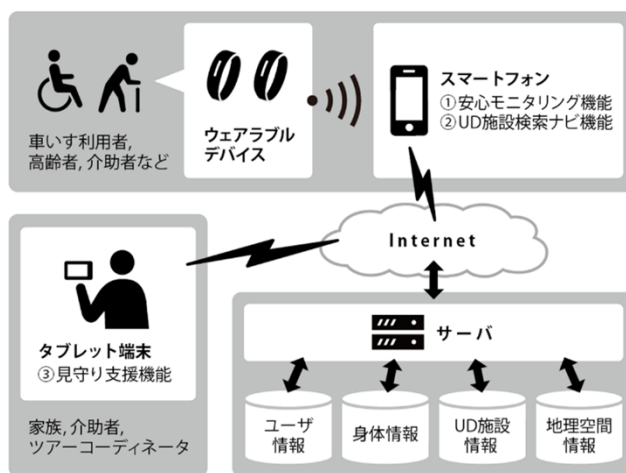 車いす利用者,
高齢者, 介助者など
ウェアラブル
デバイス
スマートフォン
①安心モニタリング機能
②UD施設検索ナビ機能
Internet
タブレット端末
③見守り支援機能
家族, 介助者,
ツアーコーディネータ
サーバ
ユーザ
情報
身体情報
UD施設
情報
地理空間
情報